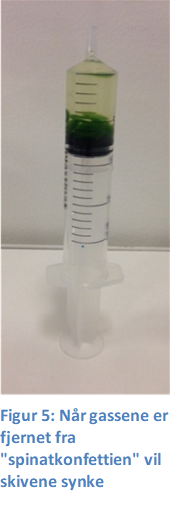 Figur 5: Når gassene er
fjernet fra
"spinatkonfettien" vil
skivene synke